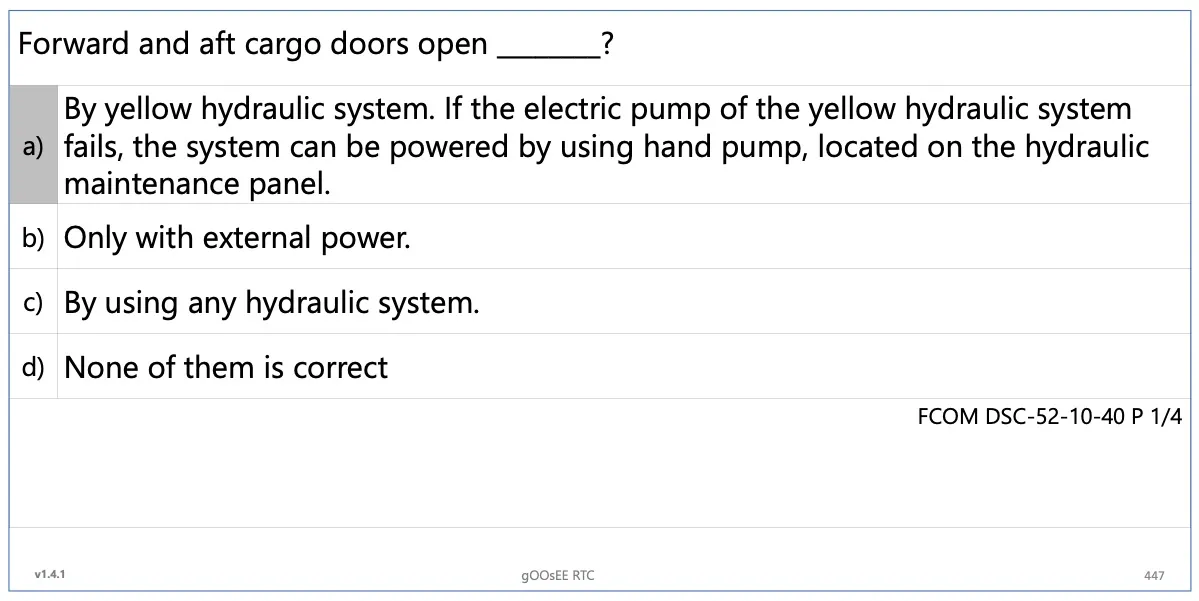 Forward and aft cargo doors open _______?
a) By yellow hydraulic system. If the electric pump of the yellow hydraulic system
fails, the system can be powered by using hand pump, located on the hydraulic
maintenance panel.
b) Only with external power.
c) By using any hydraulic system.
d) None of them is correct
FCOM DSC-52-10-40 P 1/4
v1.4.1 gOOsEE RTC 447